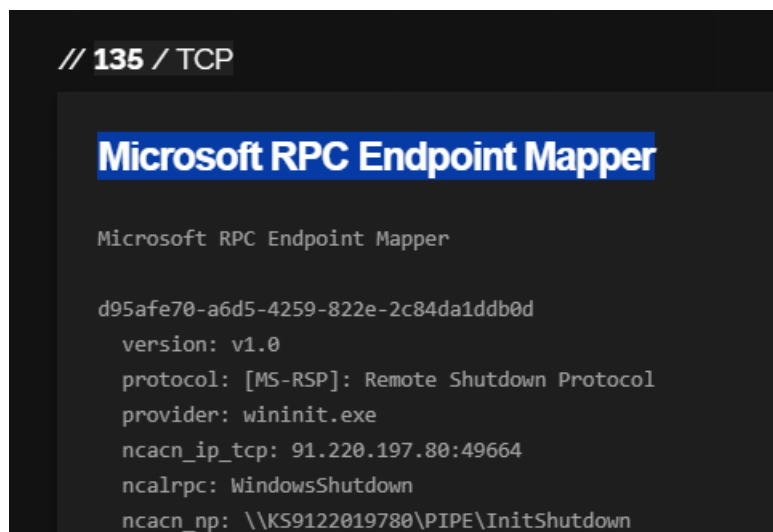 // 135 / TCP
Microsoft RPC Endpoint Mapper
Microsoft RPC Endpoint Mapper
d95afe70-a6d5-4259-822e-2c84da1ddb0d
version: v1.0
protocol: [MS-RSP]: Remote Shutdown Protocol
provider: wininit.exe
ncacn_ip_tcp: 91.220.197.80:49664
ncalrpc: WindowsShutdown
ncacn_np: \\KS9122019780\PIPE\InitShutdown